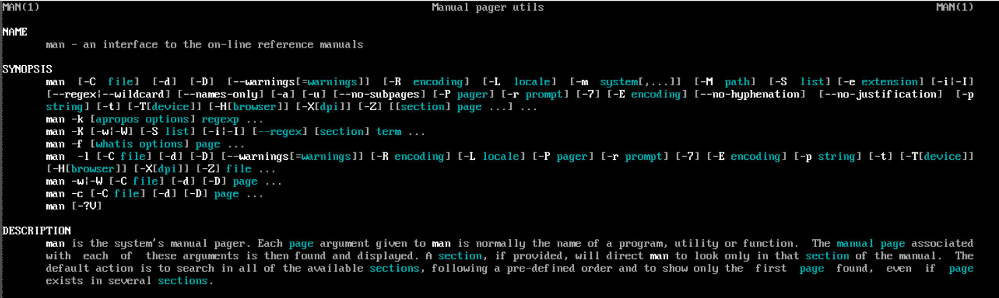 MAN(1) Manual pager utils MAN(1)
NAME
man - an interface to the on-line reference manuals
SYNOPSIS
man [-C file] [-d] [-D] [--warnings[=warnings]] [-R encoding] [-L locale] [-m system[,...]] [-M path] [-S list] [-e extension] [-i|-I]
[--regex|--wildcard] [--names-only] [-a] [-u] [--no-subpages] [-P pager] [-r prompt] [-7] [-E encoding] [--no-hyphenation] [--no-justification] [-p
string] [-t] [-T[device]] [-H[browser]] [-X[dpi]] [-Z] [[section] page ...] ...
man -k [apropos options] regexp ...
man -K [-w|-W] [-S list] [-i|-I] [--regex] [section] term ...
man -f [whatis options] page ...
man -l [-C file] [-d] [-D] [--warnings[=warnings]] [-R encoding] [-L locale] [-P pager] [-r prompt] [-7] [-E encoding] [-p string] [-t] [-T[device]]
[-H[browser]] [-X[dpi]] [-Z] file ...
man -w|-W [-C file] [-d] [-D] page ...
man -c [-C file] [-d] [-D] page ...
man [-?V]
DESCRIPTION
man is the system's manual pager. Each page argument given to man is normally the name of a program, utility or function. The manual page associated
with each of these arguments is then found and displayed. A section, if provided, will direct man to look only in that section of the manual. The
default action is to search in all of the available sections, following a pre-defined order and to show only the first page found, even if page
exists in several sections.